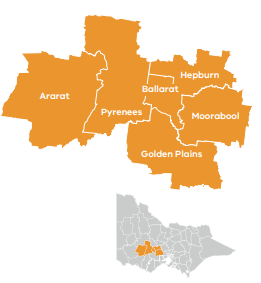 Hepburn
Ballarat
Ararat
Pyrenees
Moorabool
Golden Plains